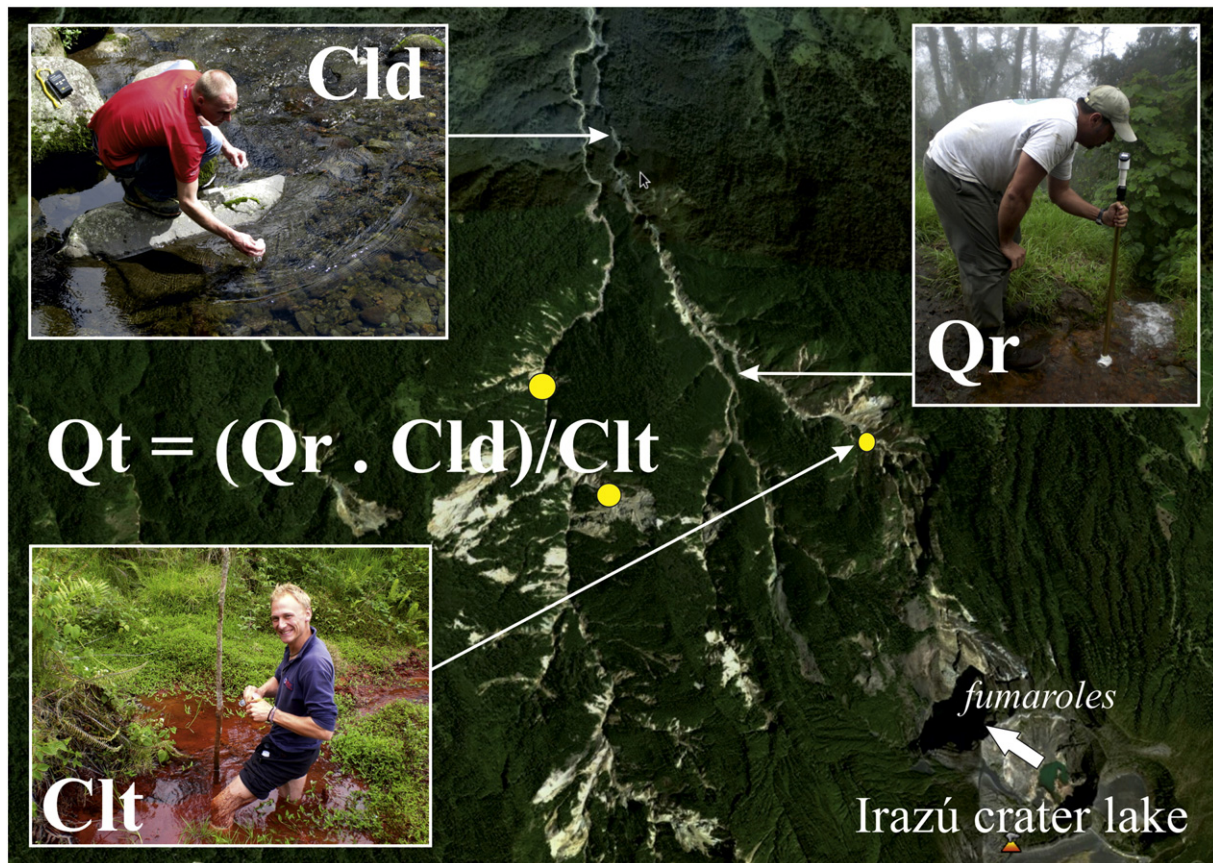 Cld
Qr
Qt = (Qr . Cld)/Clt
Clt
fumaroles
Irazú crater lake